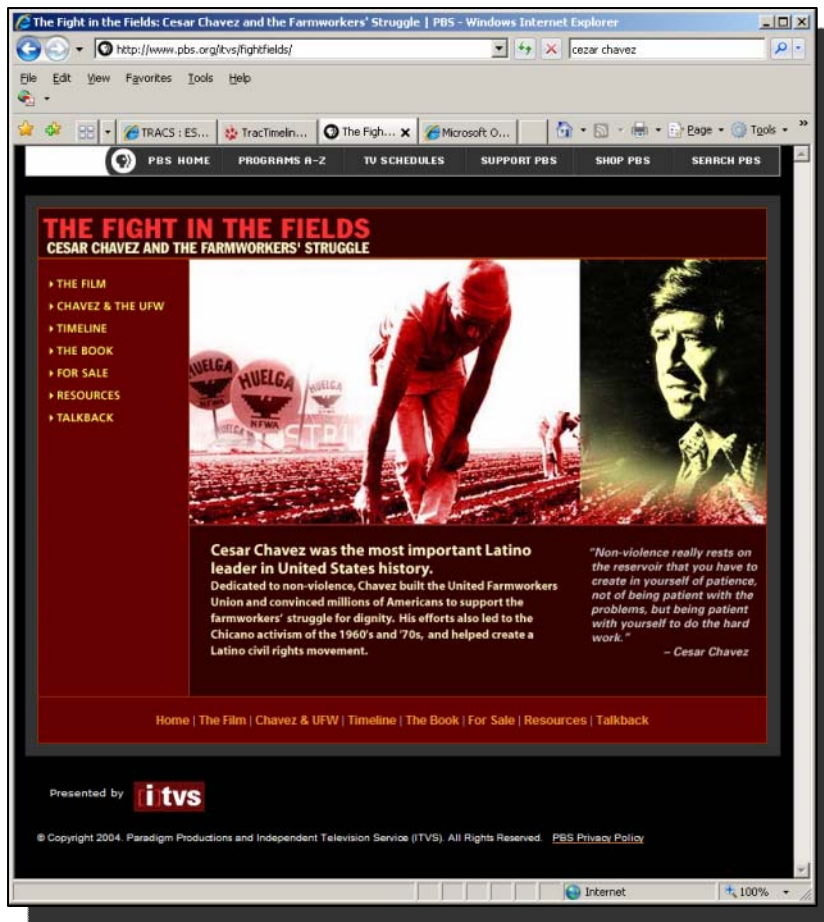 The Fight in the Fields: Cesar Chavez and the Farmworkers' Struggle | PBS - Windows Internet Explorer
http://www.pbs.org/itvs/fightfields/
cezar chavez
File Edit View Favorites Tools Help
TRACS : ES... TracTimelin... The Figh... Microsoft O... Page Tools
PBS HOME PROGRAMS A-Z TV SCHEDULES SUPPORT PBS SHOP PBS SEARCH PBS
THE FIGHT IN THE FIELDS
CESAR CHAVEZ AND THE FARMWORKERS' STRUGGLE
THE FILM
CHAVEZ & THE UFW
TIMELINE
THE BOOK
FOR SALE
RESOURCES
TALKBACK
HUELGA
HUELGA
NFWA
HUELGA
Cesar Chavez was the most important Latino
leader in United States history.
Dedicated to non-violence, Chavez built the United Farmworkers
Union and convinced millions of Americans to support the
farmworkers' struggle for dignity. His efforts also led to the
Chicano activism of the 1960's and '70s, and helped create a
Latino civil rights movement.
"Non-violence really rests on
the reservoir that you have to
create in yourself of patience,
not of being patient with the
problems, but being patient
with yourself to do the hard
work."
– Cesar Chavez
Home | The Film | Chavez & UFW | Timeline | The Book | For Sale | Resources | Talkback
Presented by [i]tvs
© Copyright 2004. Paradigm Productions and Independent Television Service (ITVS). All Rights Reserved. PBS Privacy Policy
Internet 100%